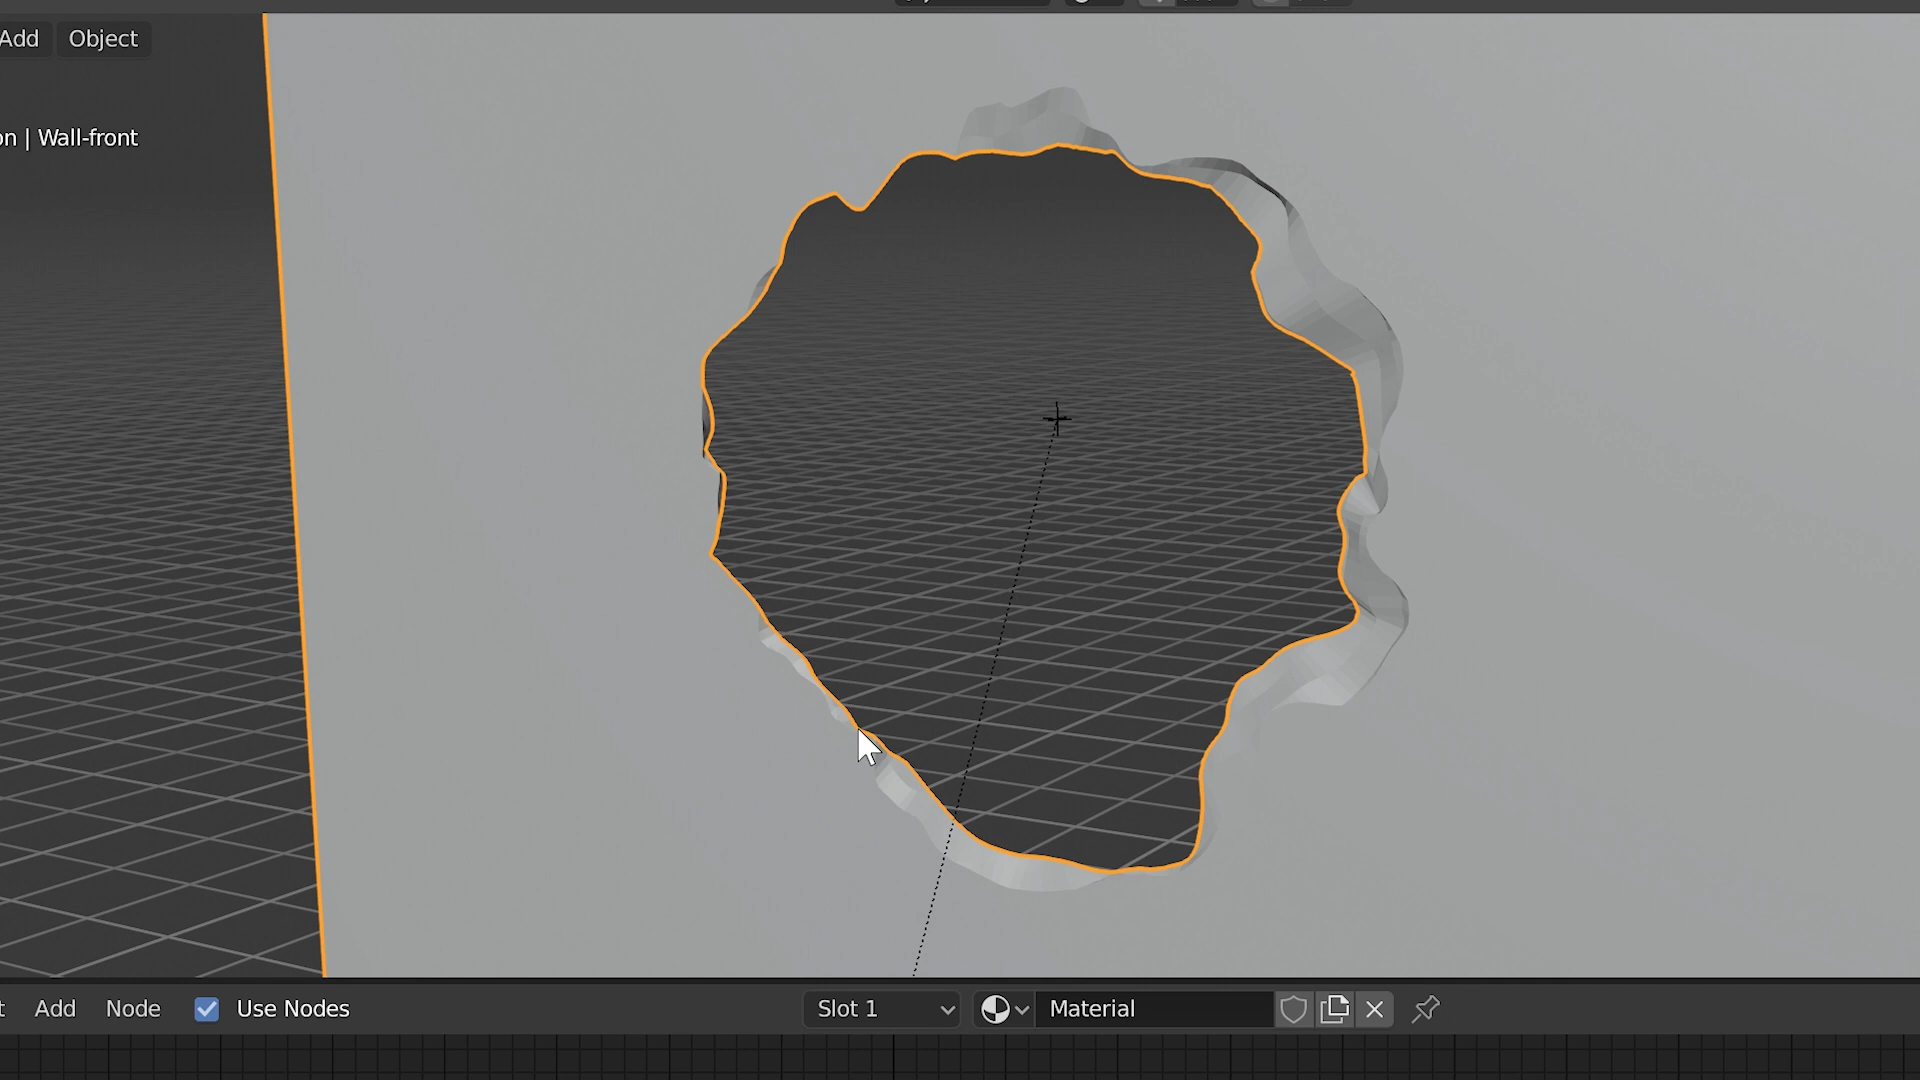 Add Object
on | Wall-front
t Add Node Use Nodes Slot 1 Material